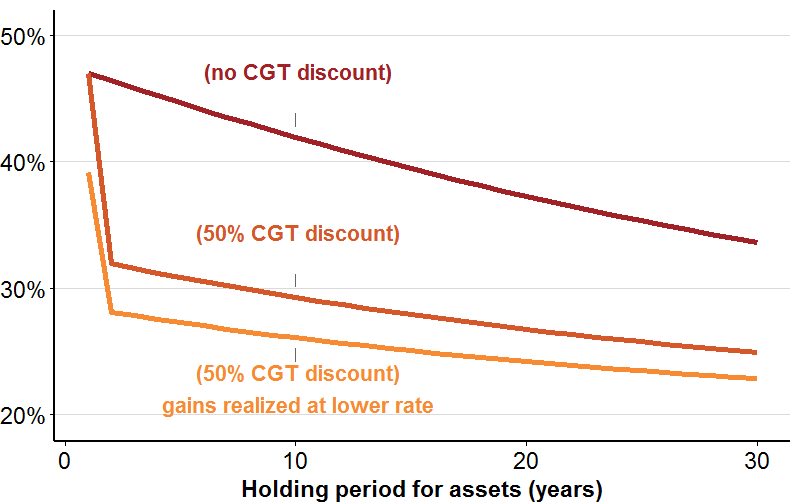 50%
(no CGT discount)
40%
(50% CGT discount)
30%
(50% CGT discount)
gains realized at lower rate
20%
0 10 20 30
Holding period for assets (years)